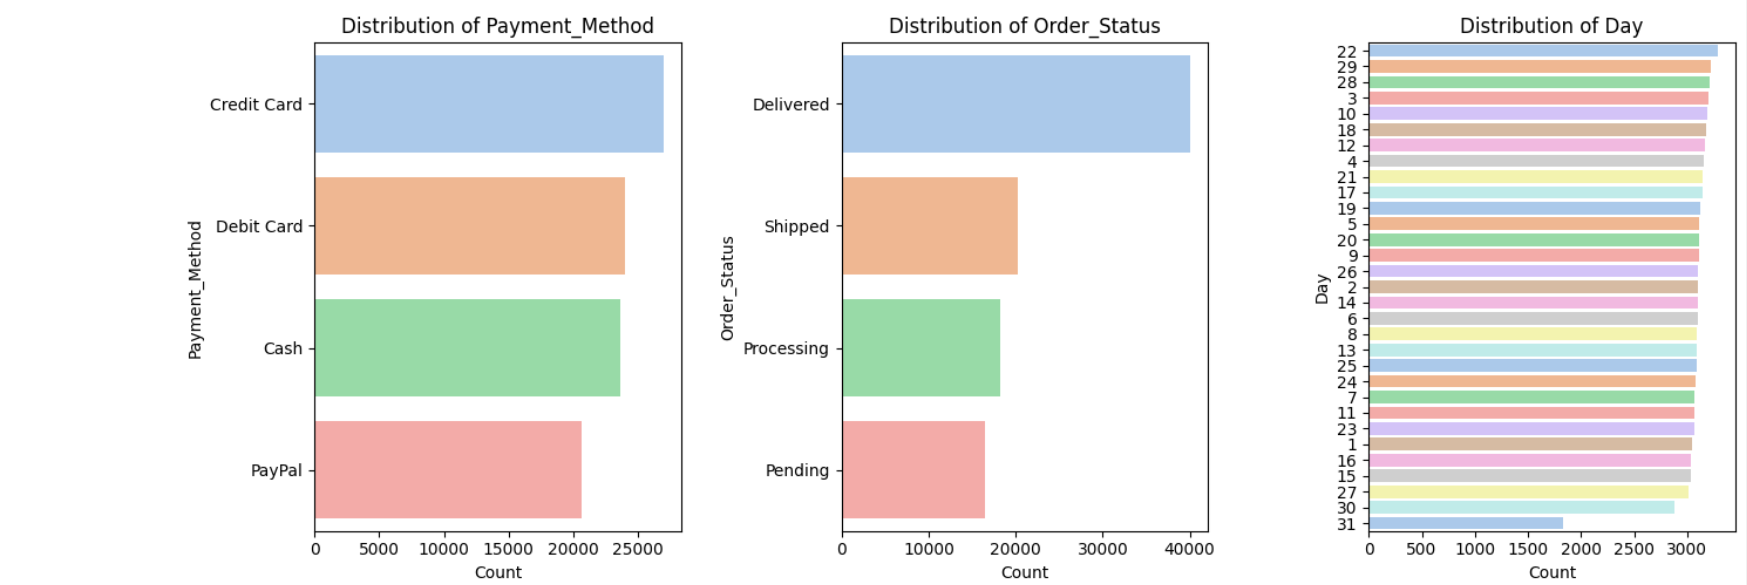 Distribution of Payment_Method
Payment_Method
Credit Card
Debit Card
Cash
PayPal
0 5000 10000 15000 20000 25000
Count
Distribution of Order_Status
Order_Status
Delivered
Shipped
Processing
Pending
0 10000 20000 30000 40000
Count
Distribution of Day
Day
22
29
28
3
10
18
12
4
21
17
19
5
20
9
26
2
14
6
8
13
25
24
7
11
23
1
16
15
27
30
31
0 500 1000 1500 2000 2500 3000
Count